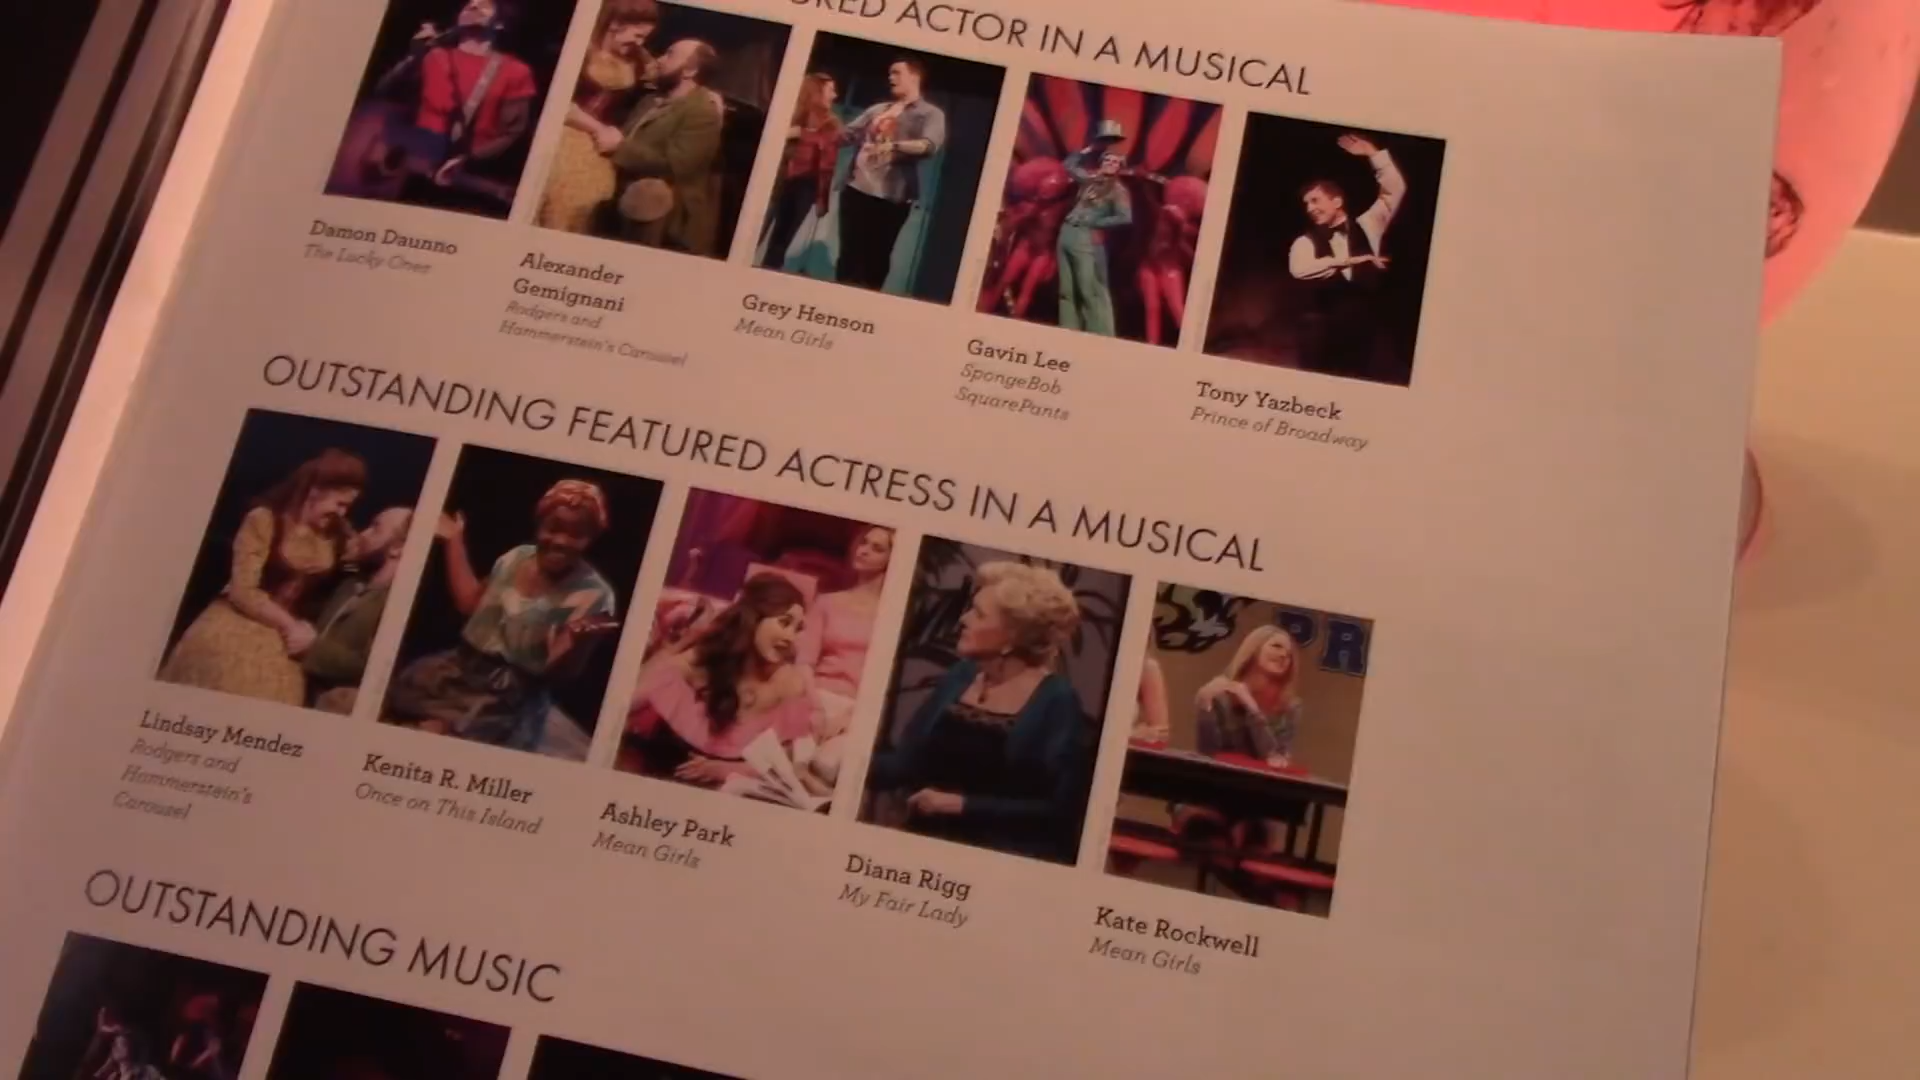 ACTOR IN A MUSICAL
Damon Daunno
The Lucky Ones
Alexander
Gemignani
Rodgers and
Hammerstein's Carousel
Grey Henson
Mean Girls
Gavin Lee
SpongeBob
SquarePants
Tony Yazbeck
Prince of Broadway
OUTSTANDING FEATURED ACTRESS IN A MUSICAL
PR
Lindsay Mendez
Rodgers and
Hammerstein's
Carousel
Kenita R. Miller
Once on This Island
Ashley Park
Mean Girls
Diana Rigg
My Fair Lady
Kate Rockwell
Mean Girls
OUTSTANDING MUSIC